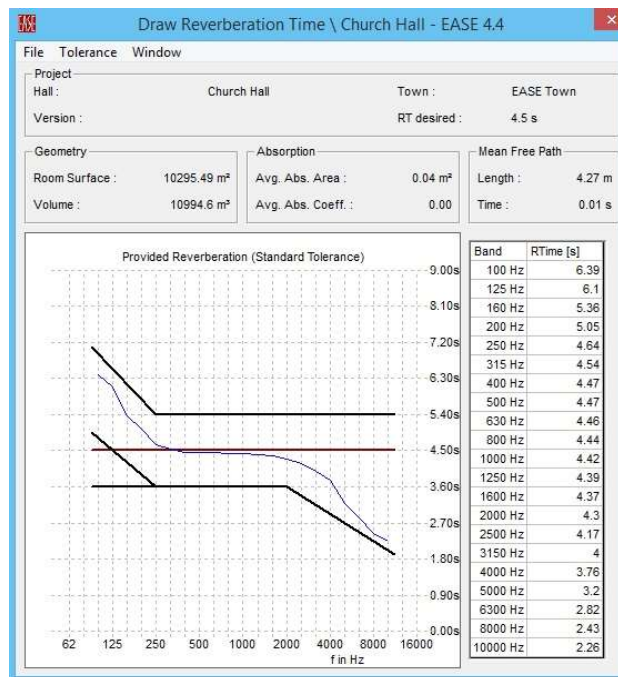 EASE
Draw Reverberation Time \ Church Hall - EASE 4.4
File Tolerance Window
Project
Hall : Church Hall Town : EASE Town
Version : RT desired : 4.5 s
Geometry Absorption Mean Free Path
Room Surface : 10295.49 m² Avg. Abs. Area : 0.04 m² Length : 4.27 m
Volume : 10994.6 m³ Avg. Abs. Coeff. : 0.00 Time : 0.01 s
Provided Reverberation (Standard Tolerance)
9.00s
8.10s
7.20s
6.30s
5.40s
4.50s
3.60s
2.70s
1.80s
0.90s
0.00s
62 125 250 500 1000 2000 4000 8000 16000
f in Hz
Band RTime [s]
100 Hz 6.39
125 Hz 6.1
160 Hz 5.36
200 Hz 5.05
250 Hz 4.64
315 Hz 4.54
400 Hz 4.47
500 Hz 4.47
630 Hz 4.46
800 Hz 4.44
1000 Hz 4.42
1250 Hz 4.39
1600 Hz 4.37
2000 Hz 4.3
2500 Hz 4.17
3150 Hz 4
4000 Hz 3.76
5000 Hz 3.2
6300 Hz 2.82
8000 Hz 2.43
10000 Hz 2.26